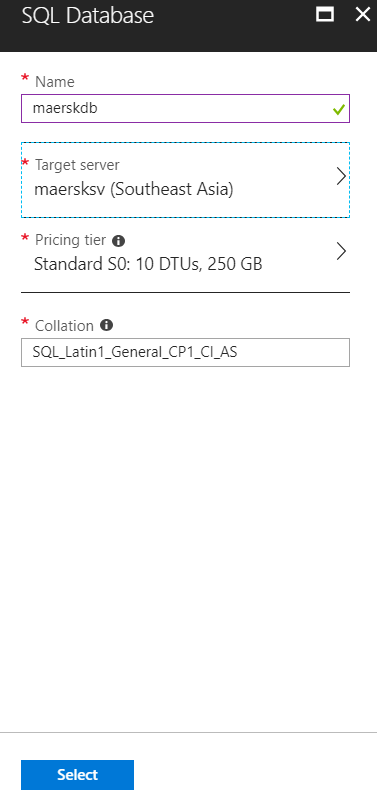 SQL Database
* Name
maerskdb
* Target server
maersksv (Southeast Asia)
* Pricing tier
Standard S0: 10 DTUs, 250 GB
* Collation
SQL_Latin1_General_CP1_CI_AS
Select